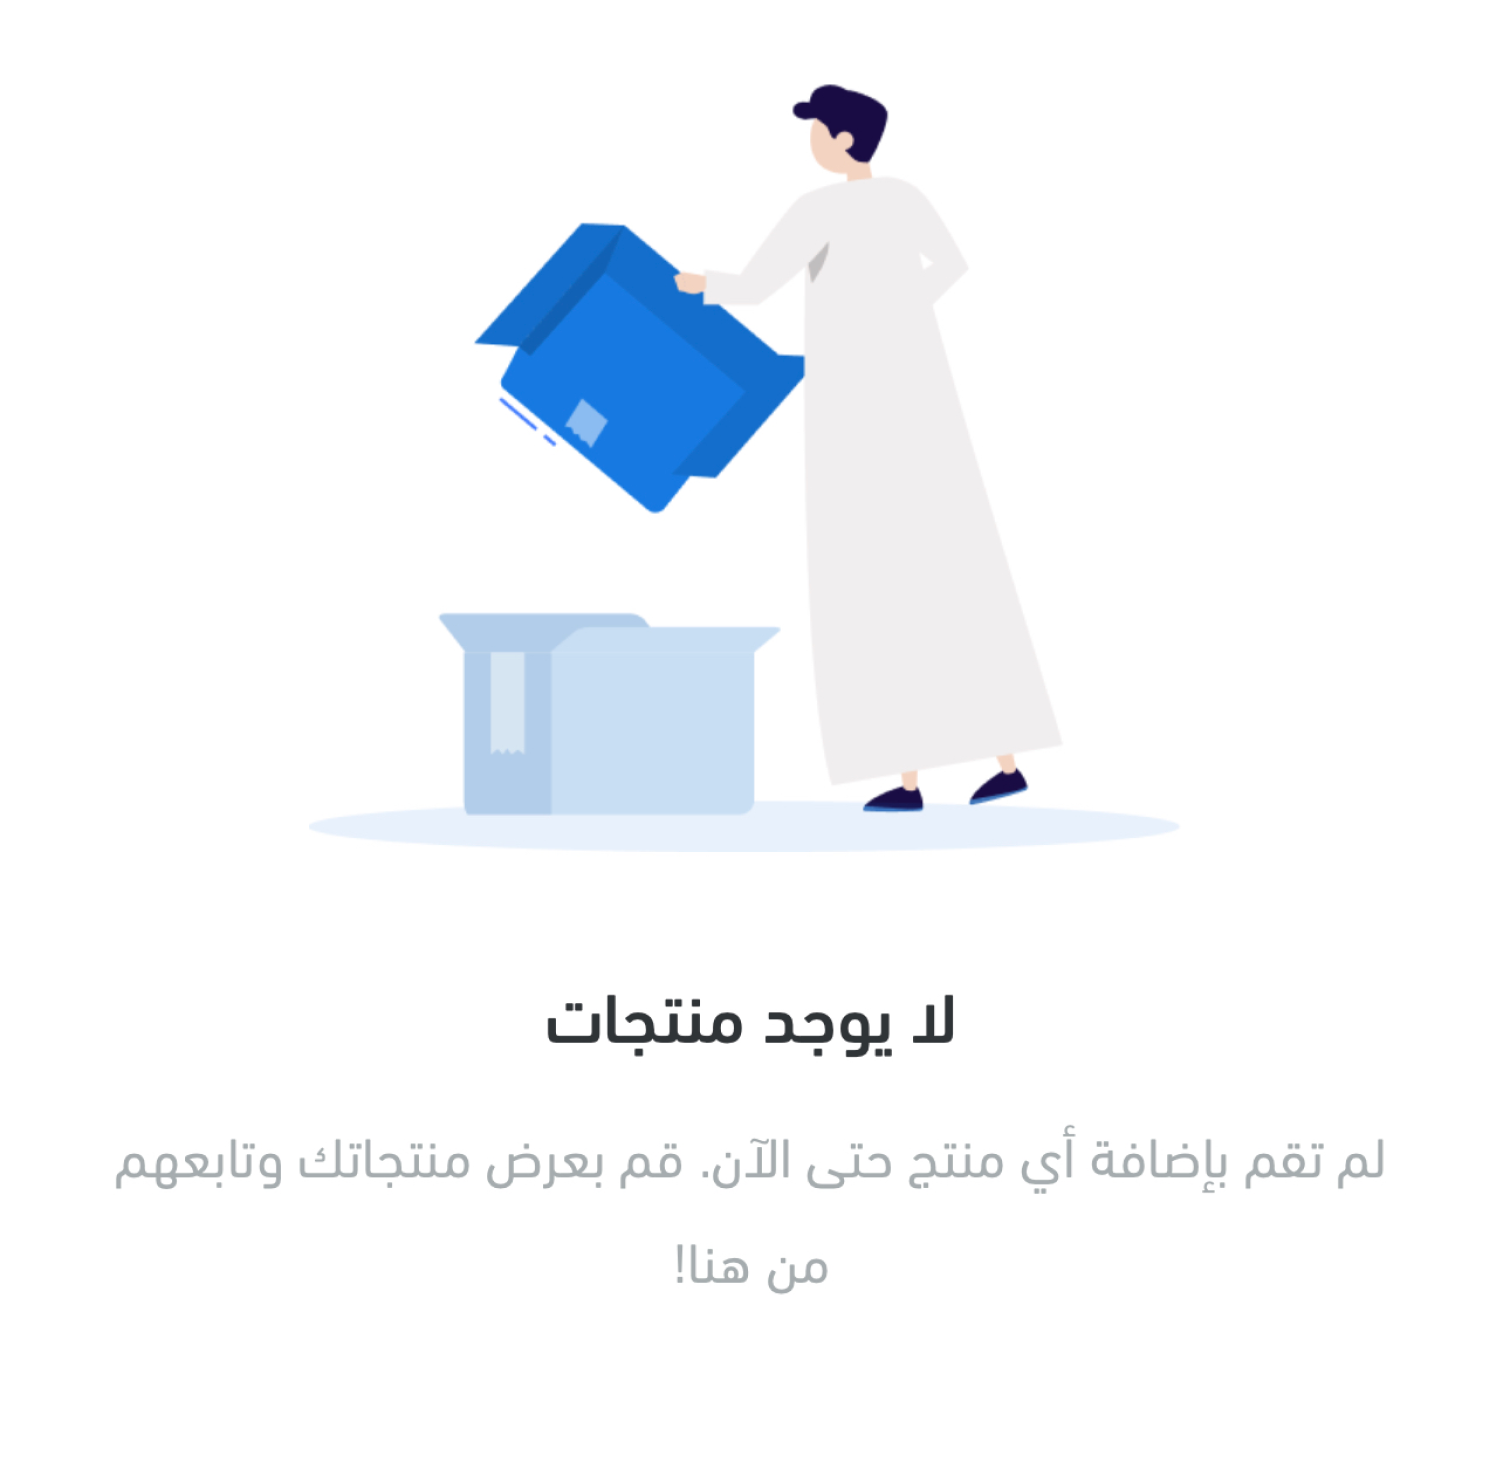 لا يوجد منتجات
لم تقم بإضافة أي منتج حتى الآن. قم بعرض منتجاتك وتابعهم
من هنا!